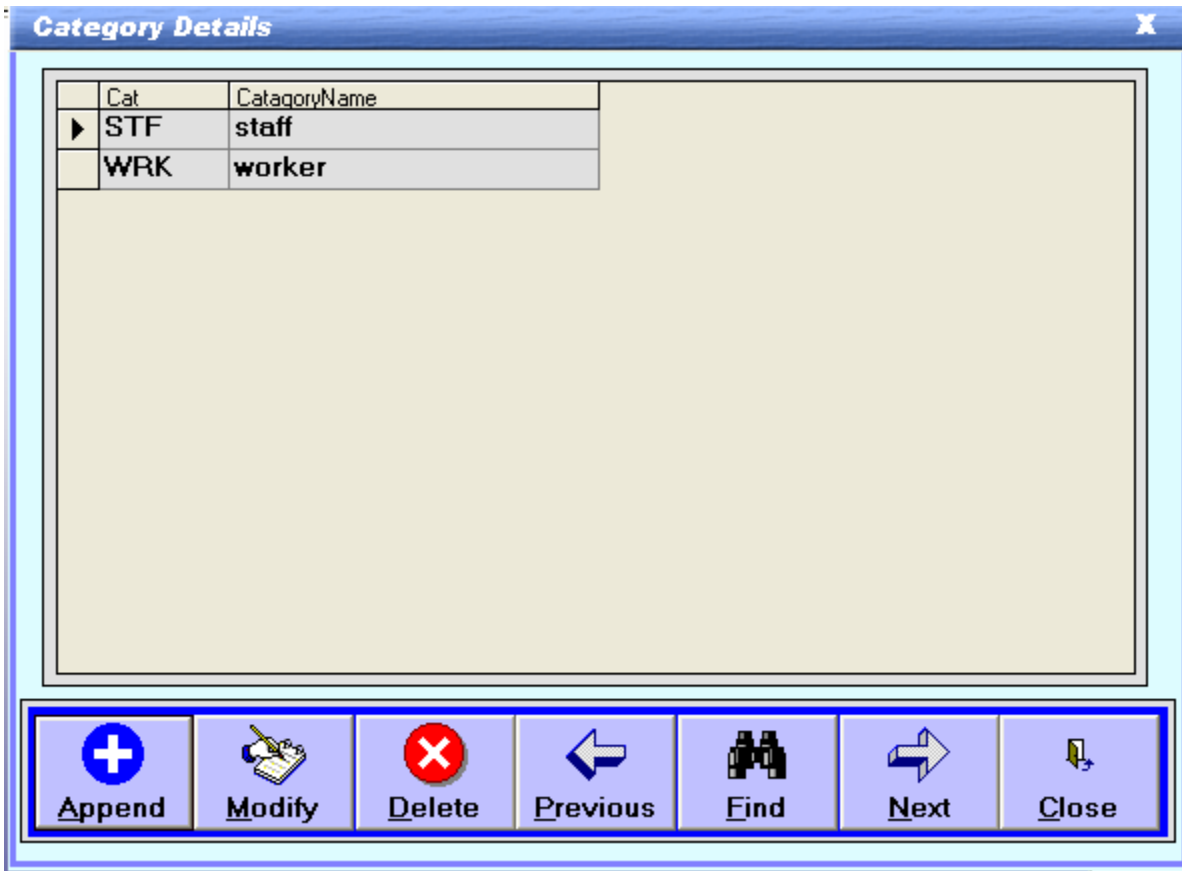 Category Details X
Cat CatagoryName
STF staff
WRK worker
Append Modify Delete Previous Find Next Close